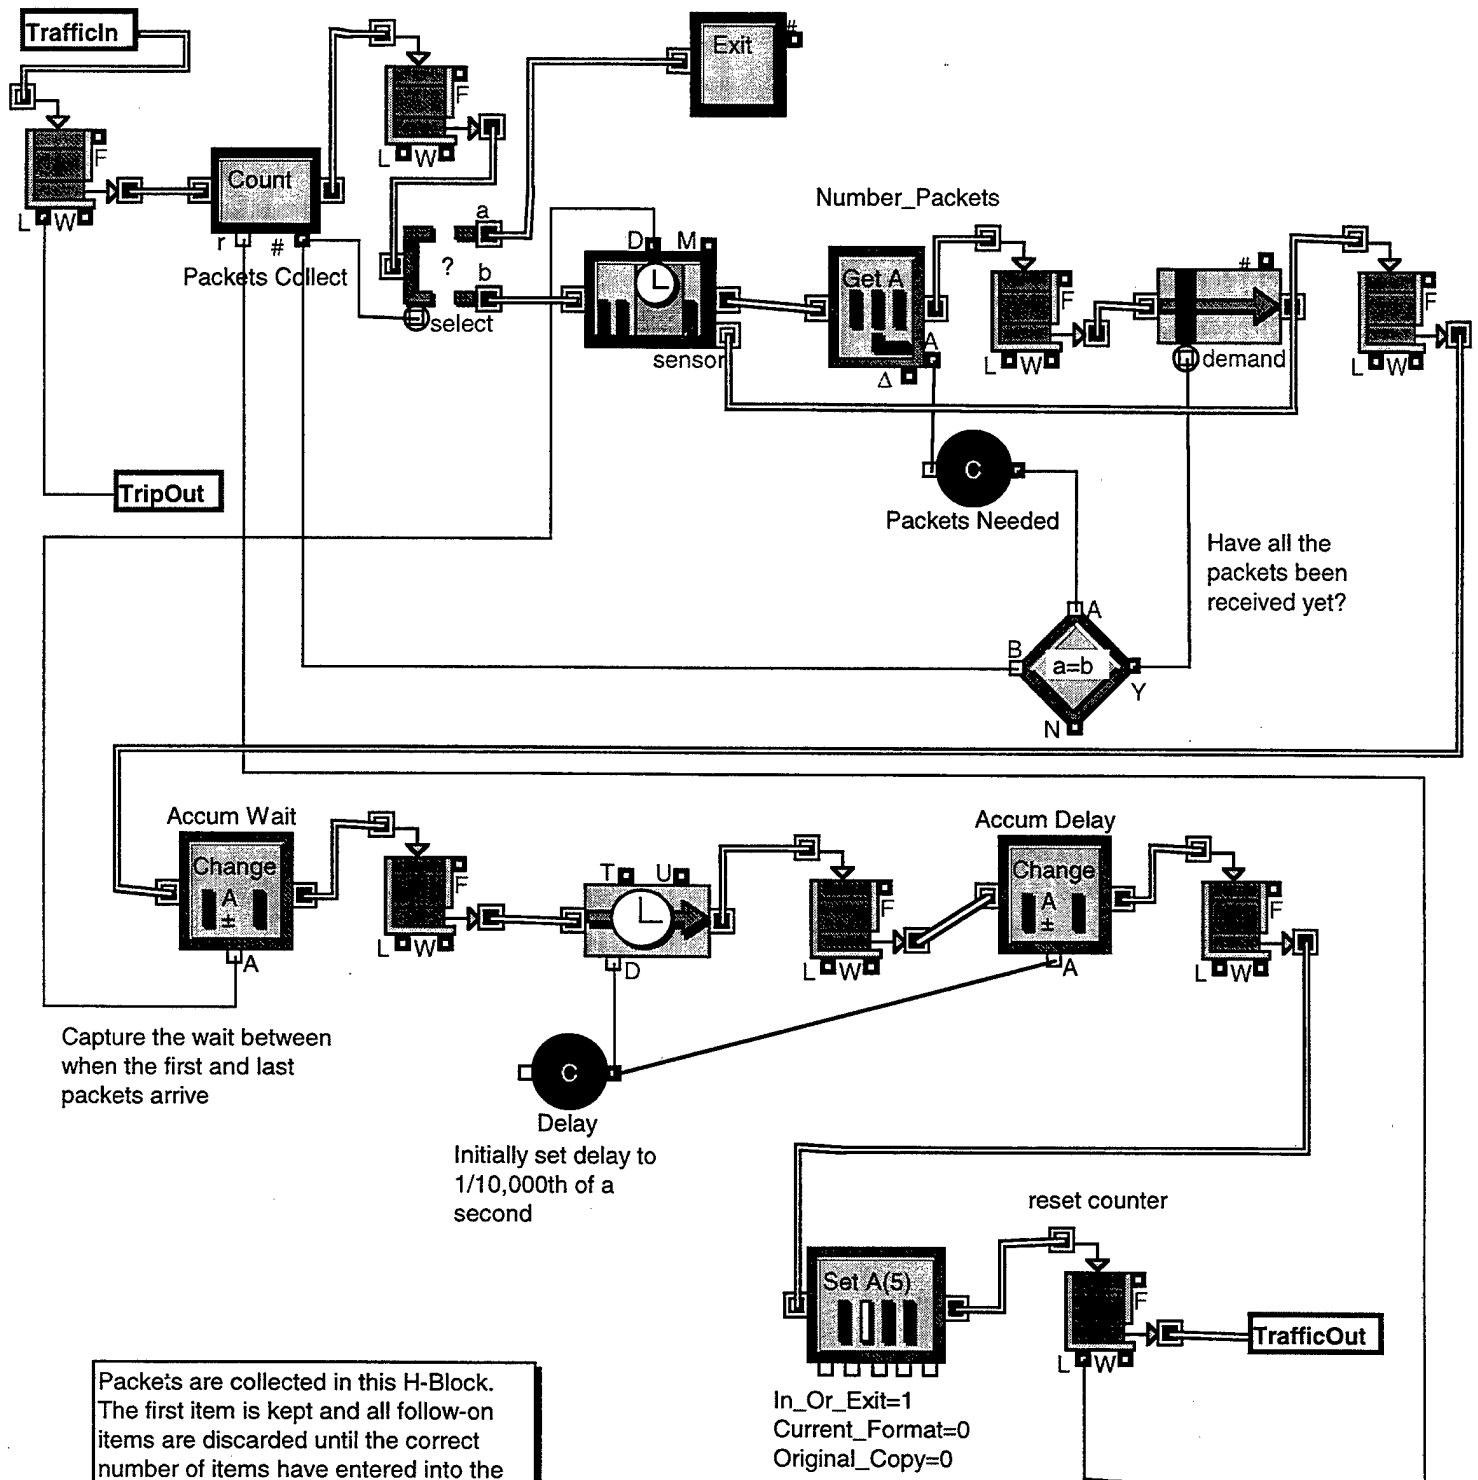 TrafficIn
Exit
#
F
F
L W
Count
L W
r #
Packets Collect
a
?
b
select
D M
sensor
Number_Packets
Get A
A
Δ
F
L W
#
demand
F
L W
TripOut
C
Packets Needed
Have all the
packets been
received yet?
A
B
a=b
Y
N
Accum Wait
Change
A
±
A
F
L W
T U
D
F
L W
Accum Delay
Change
A
±
A
F
L W
Capture the wait between
when the first and last
packets arrive
C
Delay
Initially set delay to
1/10,000th of a
second
reset counter
Set A(5)
F
L W
TrafficOut
In_Or_Exit=1
Current_Format=0
Original_Copy=0
Packets are collected in this H-Block.
The first item is kept and all follow-on
items are discarded until the correct
number of items have entered into the